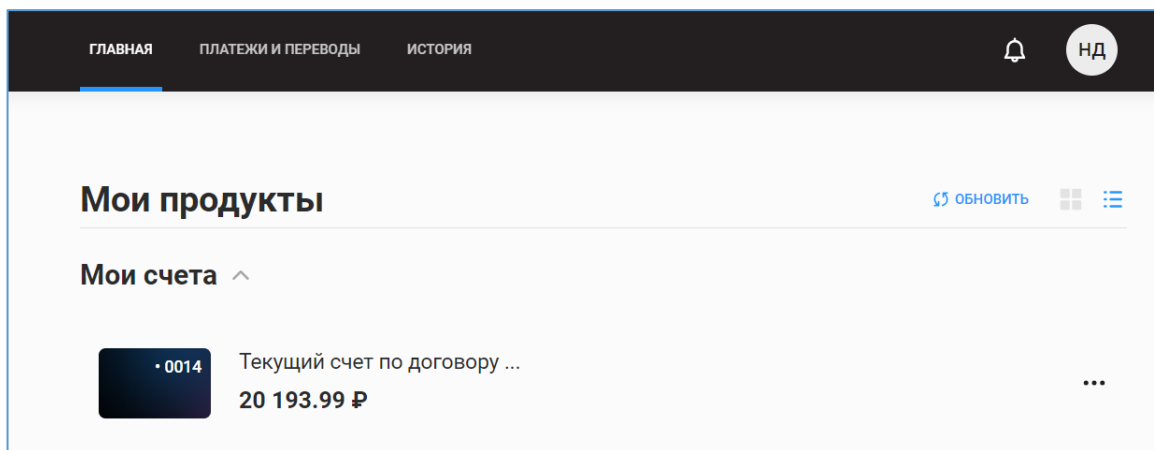 ГЛАВНАЯ ПЛАТЕЖИ И ПЕРЕВОДЫ ИСТОРИЯ НД
Мои продукты ОБНОВИТЬ
Мои счета
• 0014 Текущий счет по договору ...
20 193.99 ₽